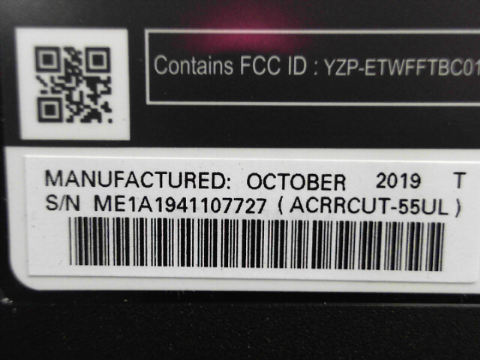 Contains FCC ID : YZP-ETWFFTBC01
MANUFACTURED: OCTOBER 2019 T
S/N ME1A1941107727 ( ACRRCUT-55UL )